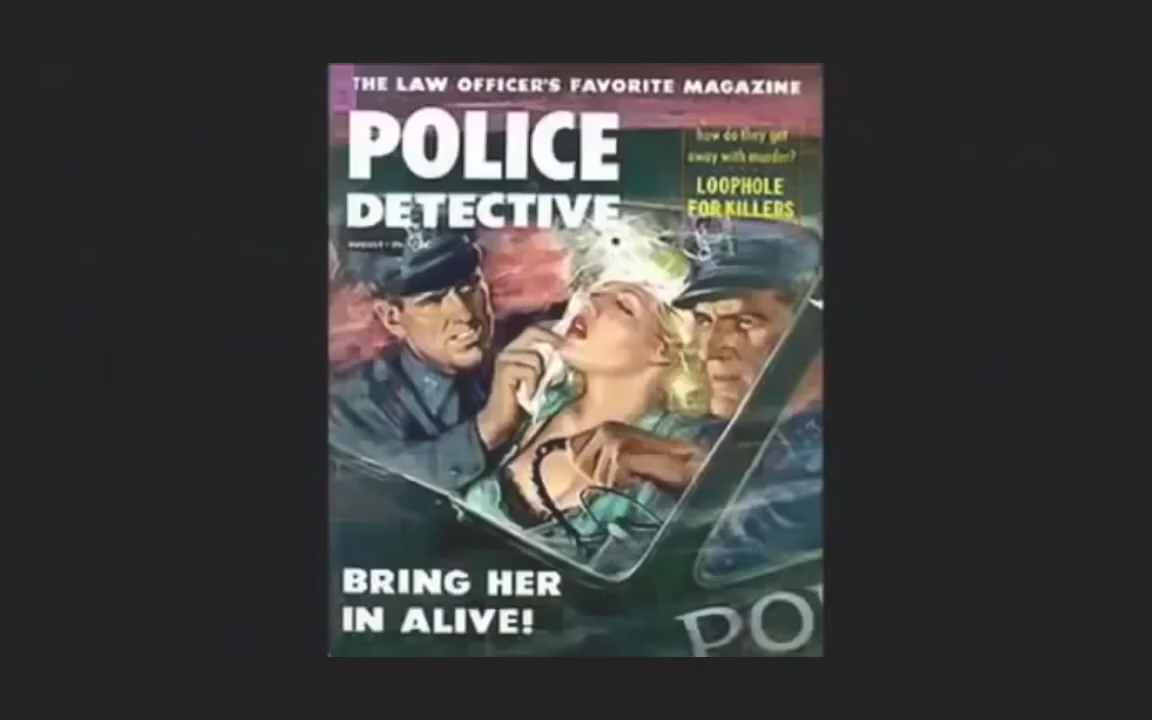 THE LAW OFFICER'S FAVORITE MAGAZINE
POLICE
DETECTIVE
how do they get
away with murder?
LOOPHOLE
FOR KILLERS
AUGUST
BRING HER
IN ALIVE!
PO